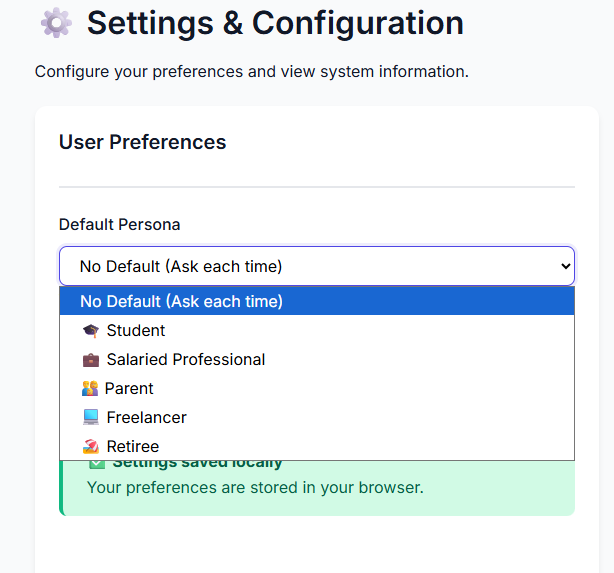 Settings & Configuration
Configure your preferences and view system information.
User Preferences
Default Persona
No Default (Ask each time)
No Default (Ask each time)
Student
Salaried Professional
Parent
Freelancer
Retiree
Settings saved locally
Your preferences are stored in your browser.